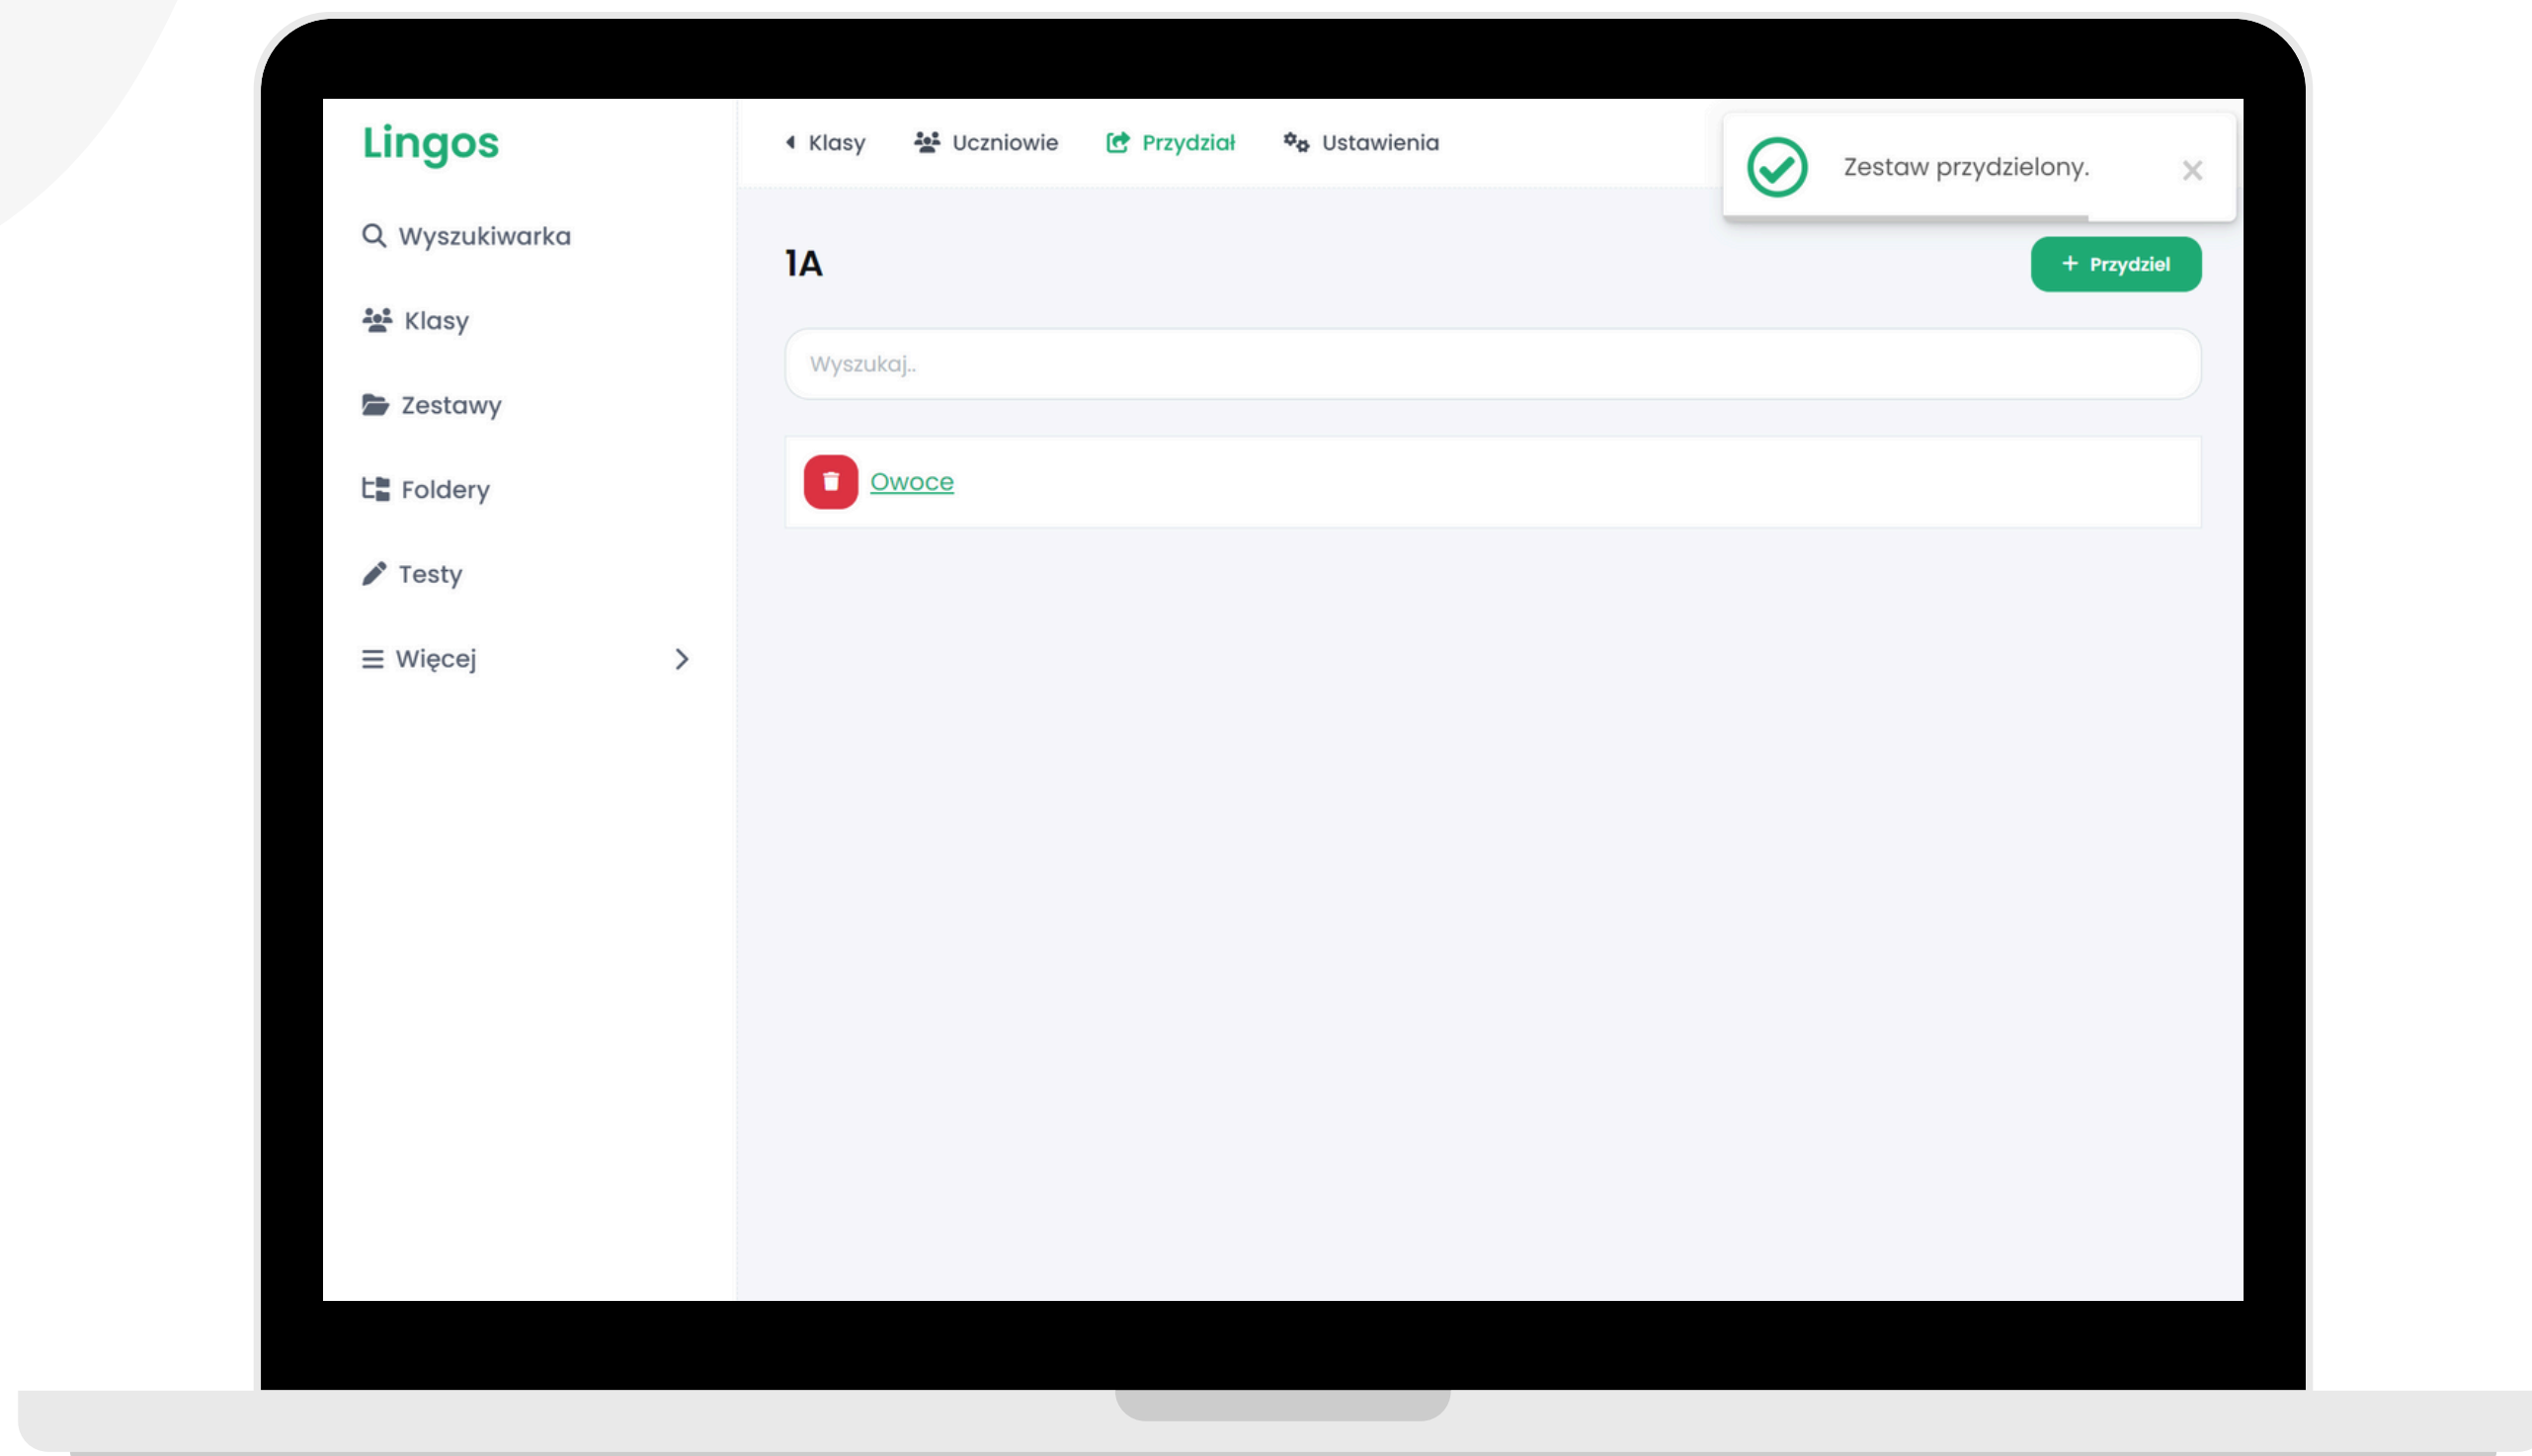 Lingos
Wyszukiwarka
Klasy
Zestawy
Foldery
Testy
Więcej
Klasy Uczniowie Przydział Ustawienia
Zestaw przydzielony.
1A
+ Przydziel
Wyszukaj..
Owoce